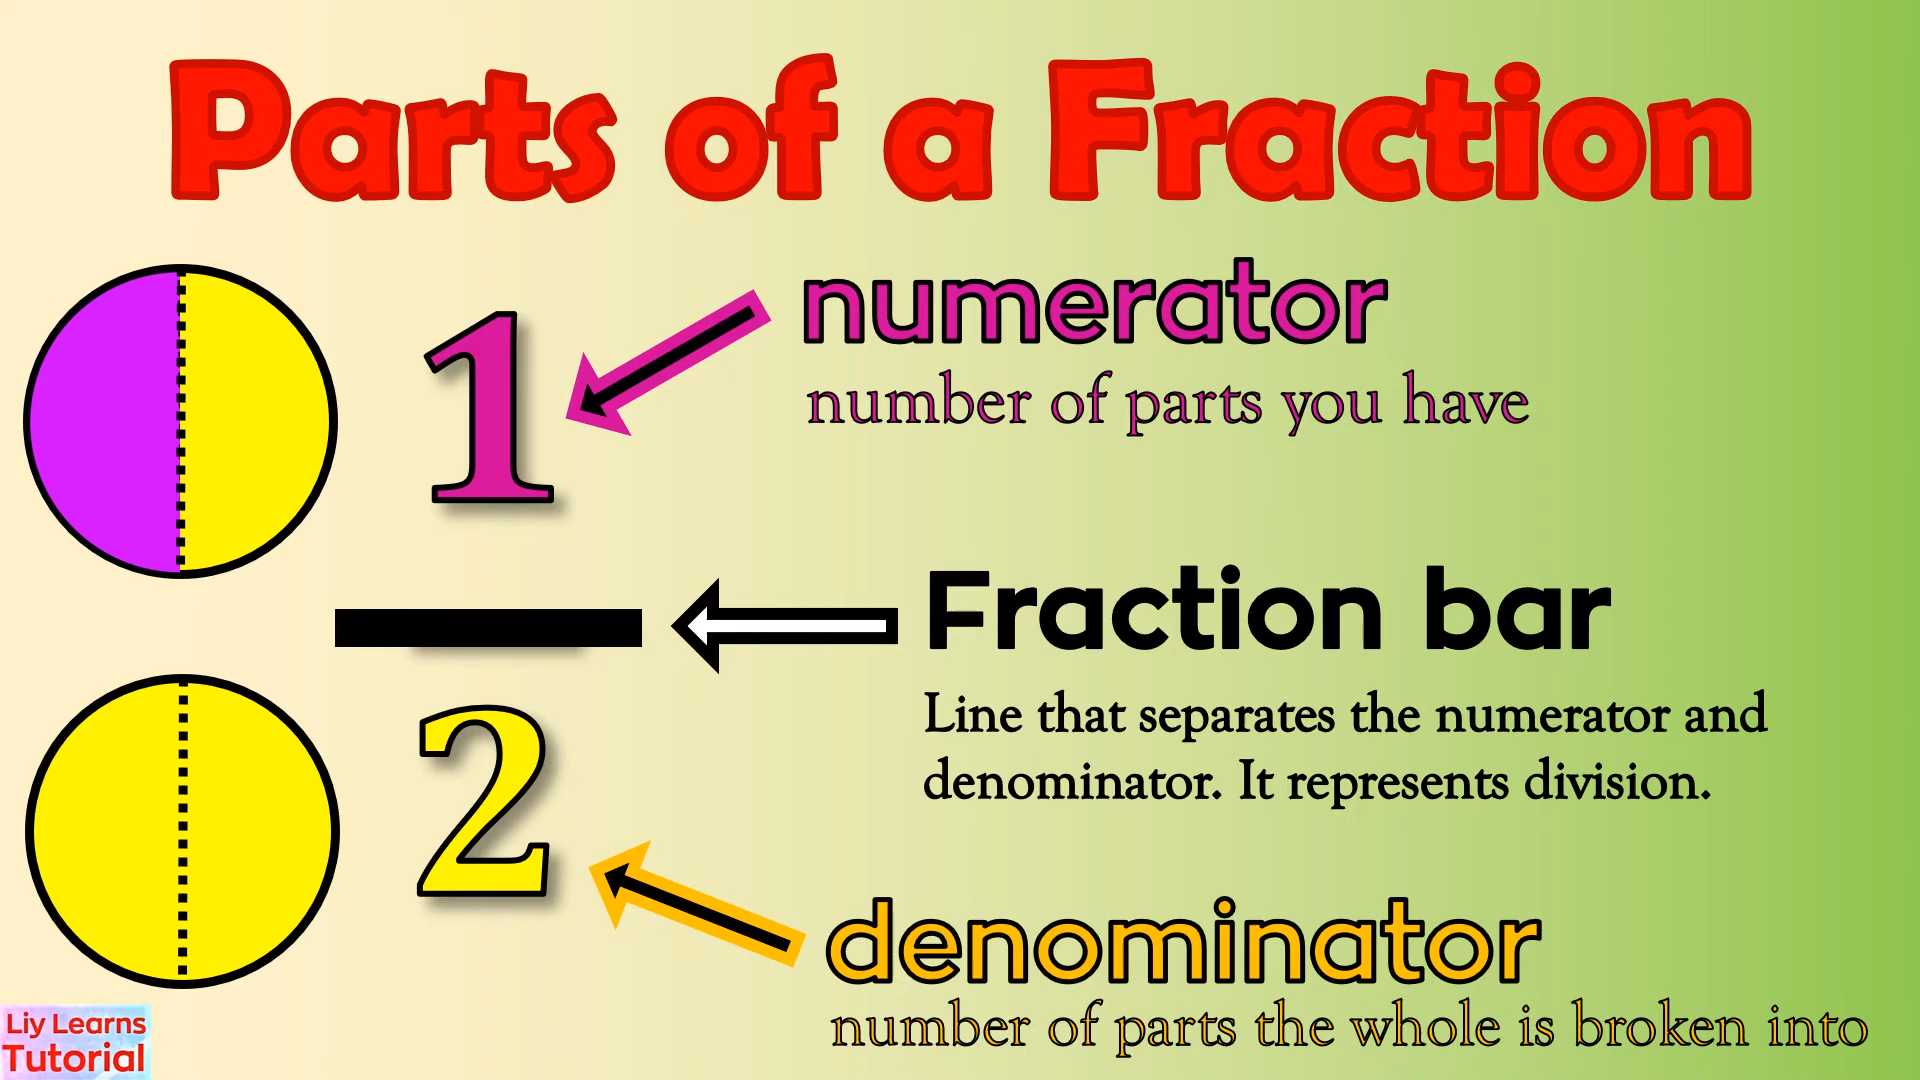 Parts of a Fraction
1
numerator
number of parts you have
Fraction bar
Line that separates the numerator and
denominator. It represents division.
2
denominator
number of parts the whole is broken into
Liy Learns
Tutorial